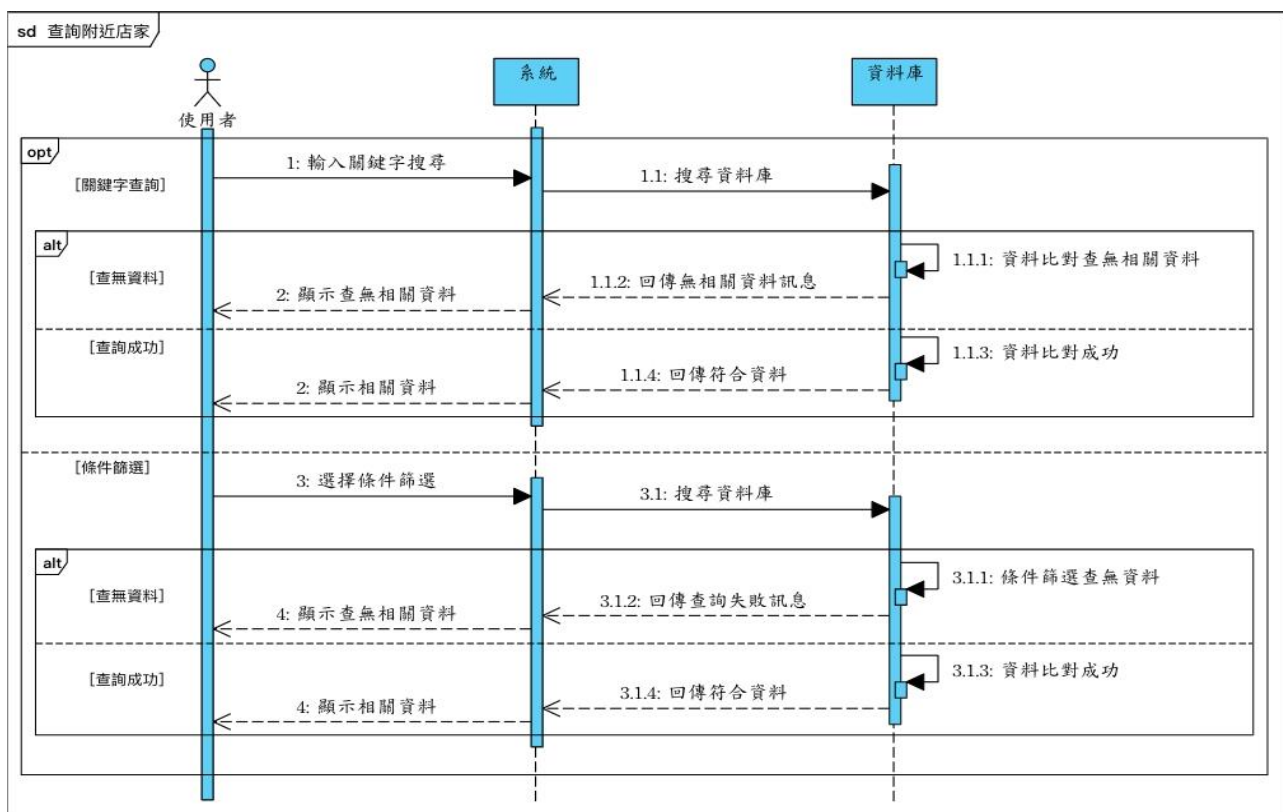 sd 查詢附近店家
使用者
系統
資料庫
opt
[關鍵字查詢]
1: 輸入關鍵字搜尋
1.1: 搜尋資料庫
alt
[查無資料]
1.1.1: 資料比對查無相關資料
1.1.2: 回傳無相關資料訊息
2: 顯示查無相關資料
[查詢成功]
1.1.3: 資料比對成功
1.1.4: 回傳符合資料
2: 顯示相關資料
[條件篩選]
3: 選擇條件篩選
3.1: 搜尋資料庫
alt
[查無資料]
3.1.1: 條件篩選查無資料
3.1.2: 回傳查詢失敗訊息
4: 顯示查無相關資料
[查詢成功]
3.1.3: 資料比對成功
3.1.4: 回傳符合資料
4: 顯示相關資料